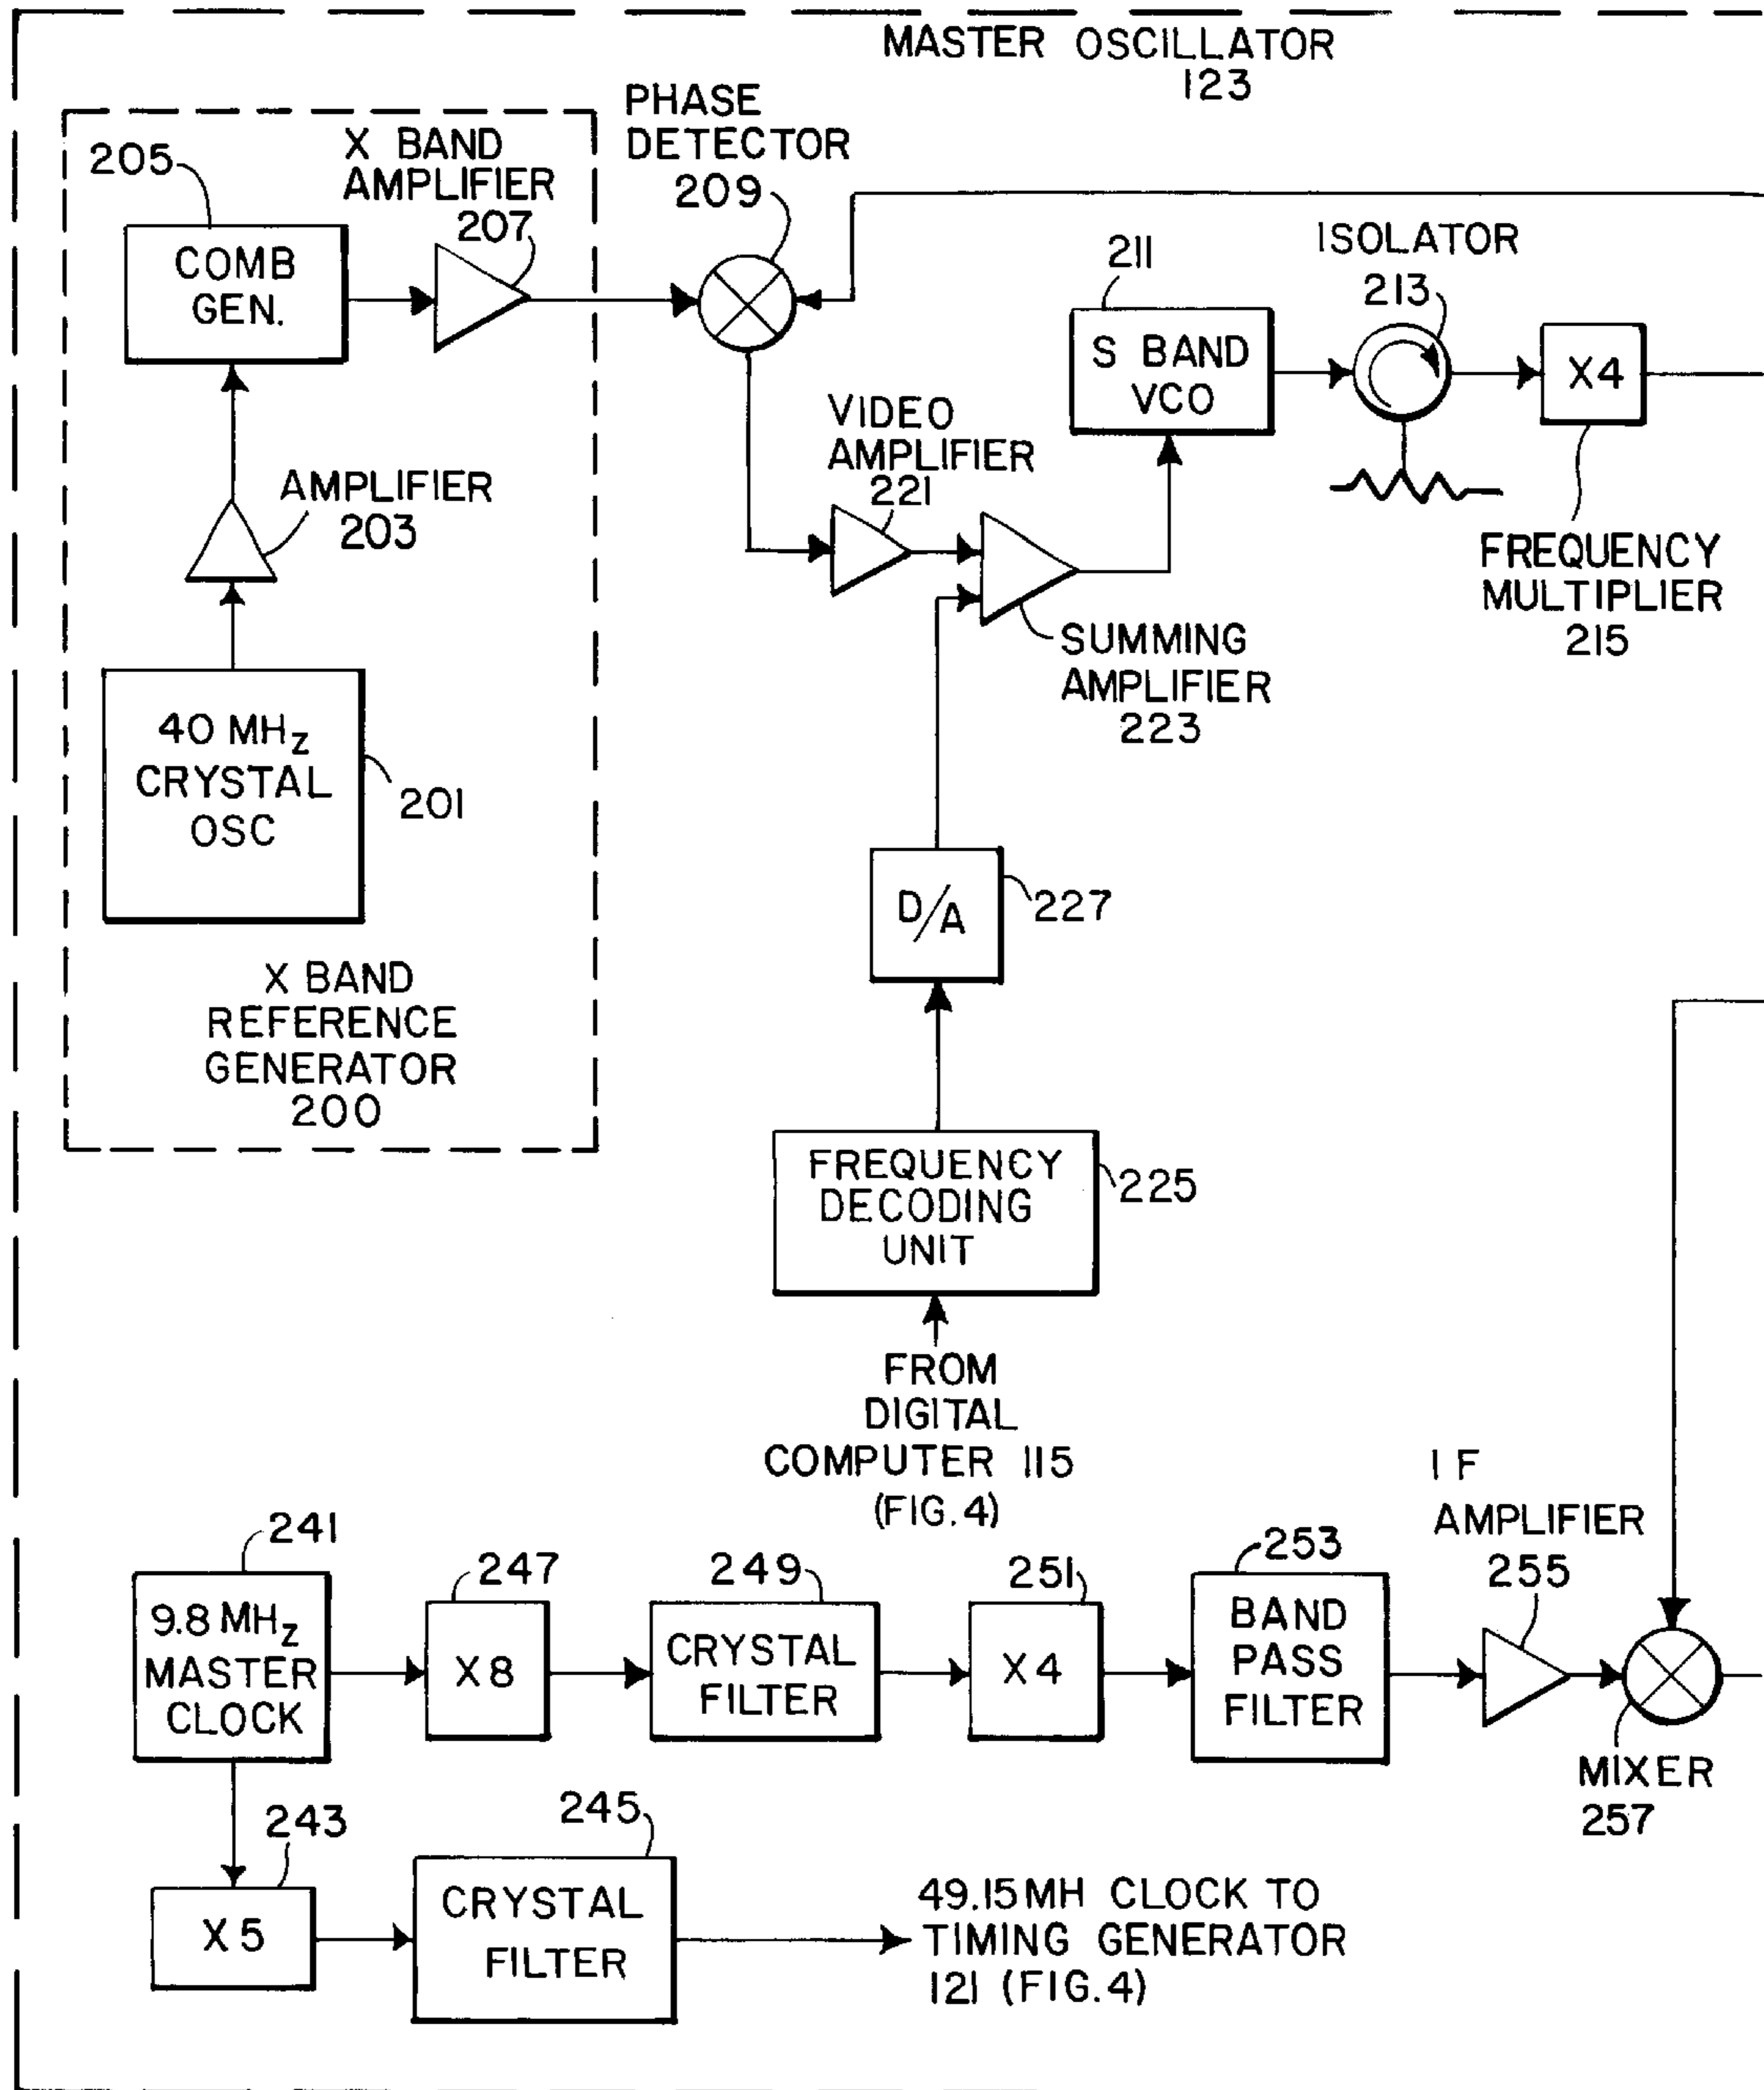 MASTER OSCILLATOR
123
PHASE
DETECTOR
209
X BAND
AMPLIFIER
207
205
COMB
GEN.
AMPLIFIER
203
40 MHz
CRYSTAL
OSC
201
X BAND
REFERENCE
GENERATOR
200
211
S BAND
VCO
ISOLATOR
213
X4
FREQUENCY
MULTIPLIER
215
VIDEO
AMPLIFIER
221
SUMMING
AMPLIFIER
223
D/A
227
FREQUENCY
DECODING
UNIT
225
FROM
DIGITAL
COMPUTER 115
(FIG. 4)
241
9.8 MHz
MASTER
CLOCK
247
X8
249
CRYSTAL
FILTER
251
X4
253
BAND
PASS
FILTER
IF
AMPLIFIER
255
MIXER
257
243
X5
245
CRYSTAL
FILTER
49.15 MH CLOCK TO
TIMING GENERATOR
121 (FIG. 4)